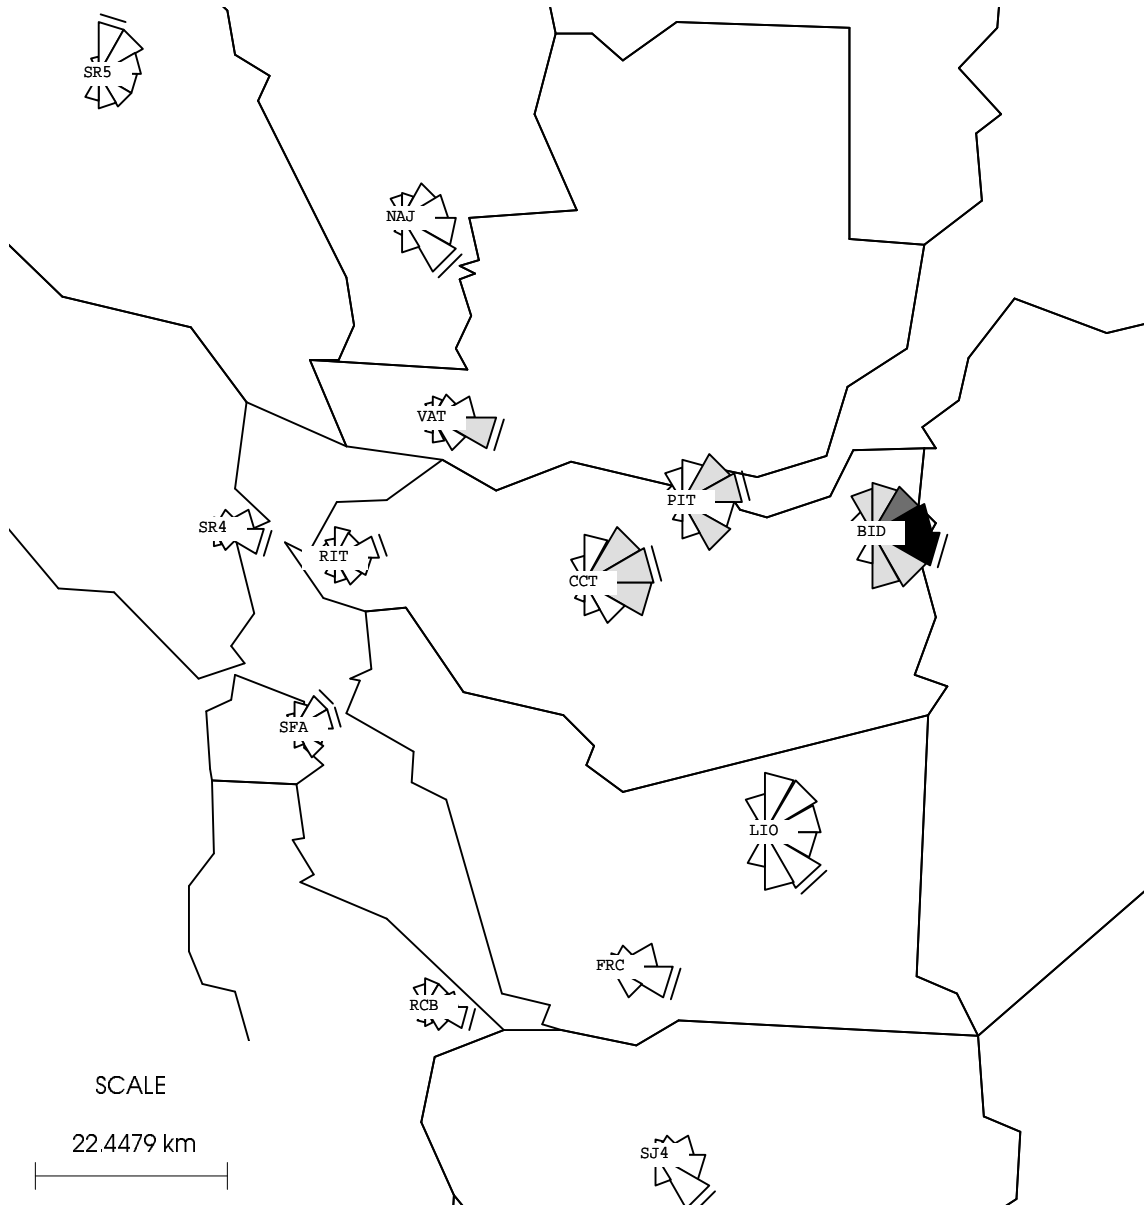 SR5
NAJ
VAT
PIT
SR4
RIT
BID
CCT
SFA
LIO
FRC
RCB
SCALE
22.4479 km
SJ4